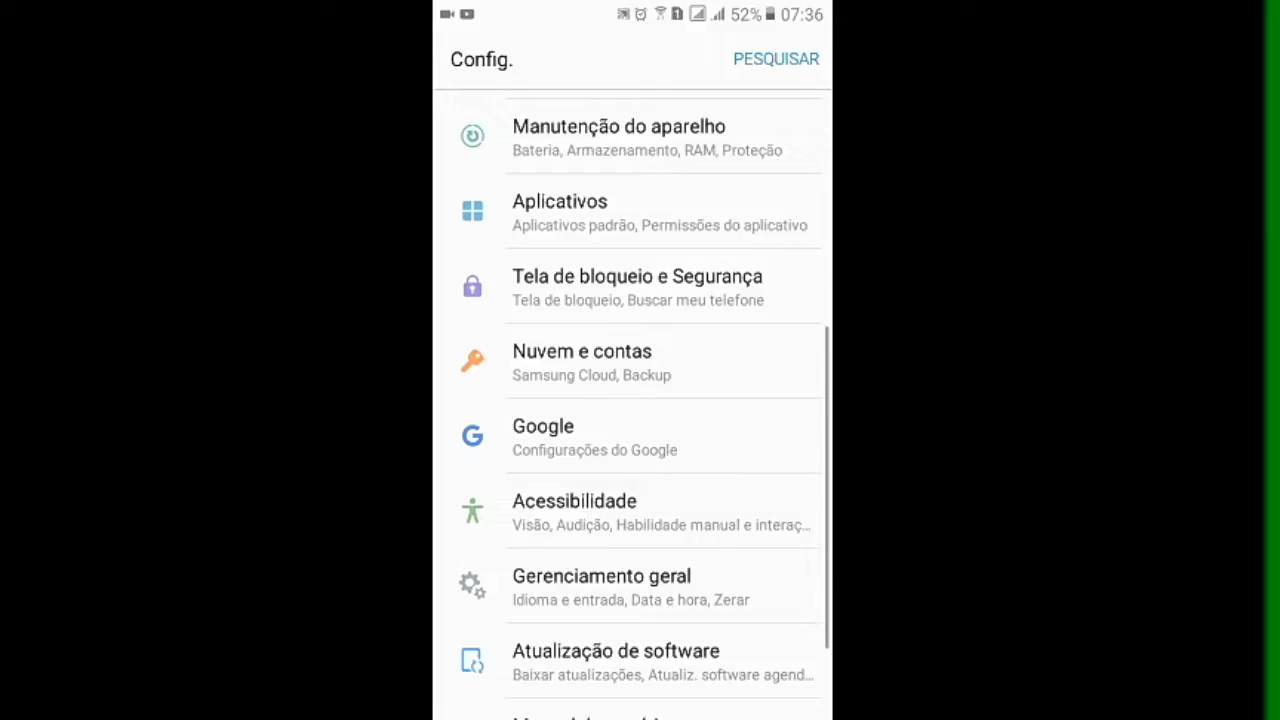 52% 07:36
Config.
PESQUISAR
Manutenção do aparelho
Bateria, Armazenamento, RAM, Proteção
Aplicativos
Aplicativos padrão, Permissões do aplicativo
Tela de bloqueio e Segurança
Tela de bloqueio, Buscar meu telefone
Nuvem e contas
Samsung Cloud, Backup
Google
Configurações do Google
Acessibilidade
Visão, Audição, Habilidade manual e interaç...
Gerenciamento geral
Idioma e entrada, Data e hora, Zerar
Atualização de software
Baixar atualizações, Atualiz. software agend...